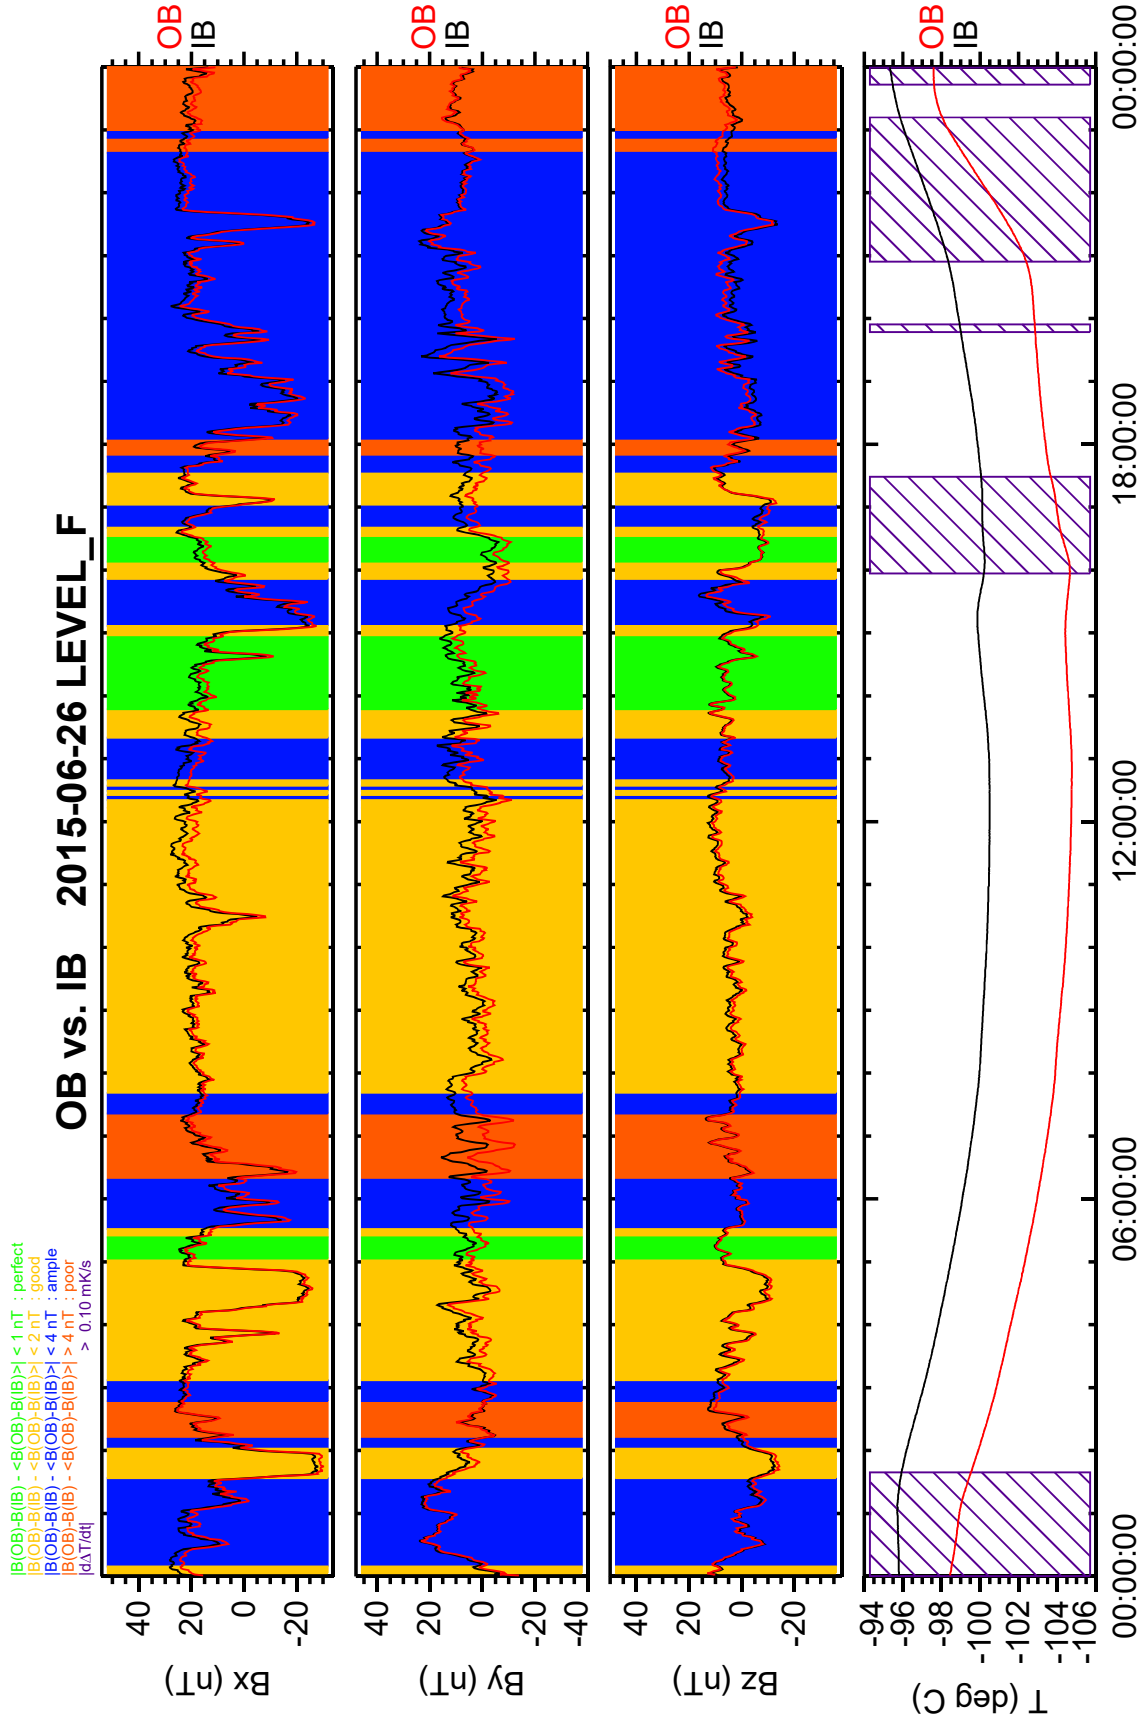 OB vs. IB 2015-06-26 LEVEL_F
|B(OB)-B(IB) - <B(OB)-B(IB)>| < 1 nT : perfect
|B(OB)-B(IB) - <B(OB)-B(IB)>| < 2 nT : good
|B(OB)-B(IB) - <B(OB)-B(IB)>| < 4 nT : ample
|B(OB)-B(IB) - <B(OB)-B(IB)>| > 4 nT : poor
|dΔT/dt| > 0.10 mK/s
Bx (nT)
40
20
0
-20
OB
IB
By (nT)
40
20
0
-20
-40
OB
IB
Bz (nT)
40
20
0
-20
OB
IB
T (deg C)
-94
-96
-98
-100
-102
-104
-106
OB
IB
00:00:00
06:00:00
12:00:00
18:00:00
00:00:00